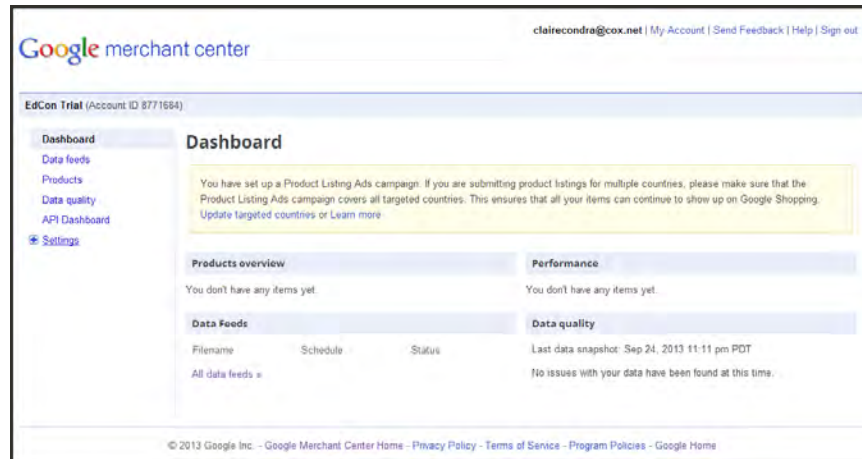 clairecondra@cox.net | My Account | Send Feedback | Help | Sign out
Google merchant center
EdCon Trial (Account ID 8771664)
Dashboard
Data feeds
Products
Data quality
API Dashboard
Settings
Dashboard
You have set up a Product Listing Ads campaign. If you are submitting product listings for multiple countries, please make sure that the
Product Listing Ads campaign covers all targeted countries. This ensures that all your items can continue to show up on Google Shopping.
Update targeted countries or Learn more
Products overview
You don't have any items yet.
Performance
You don't have any items yet.
Data Feeds
Filename Schedule Status
All data feeds »
Data quality
Last data snapshot: Sep 24, 2013 11:11 pm PDT
No issues with your data have been found at this time.
© 2013 Google Inc. - Google Merchant Center Home - Privacy Policy - Terms of Service - Program Policies - Google Home